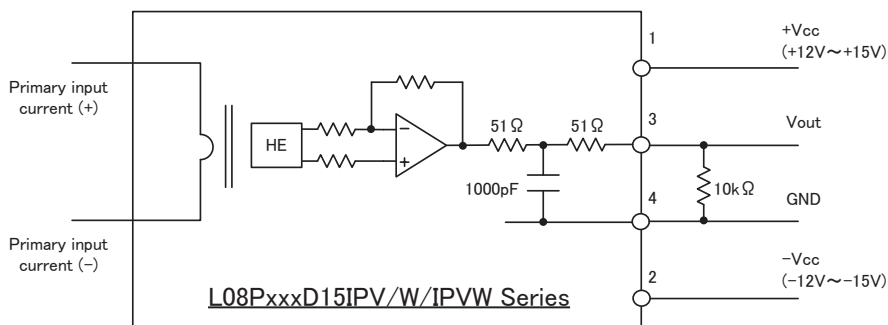 1
+Vcc
(+12V～+15V)
Primary input
current (+)
HE
−
+
51Ω
51Ω
3
Vout
1000pF
10kΩ
4
GND
Primary input
current (−)
L08PxxxD15IPV/W/IPVW Series
2
−Vcc
(−12V～−15V)